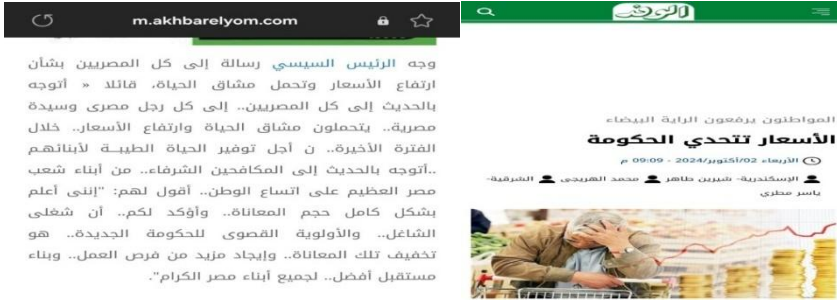 m.akhbarelyom.com
وجه الرئيس السيسي رسالة إلى كل المصريين بشأن
ارتفاع الأسعار وتحمل مشاق الحياة، قائلا « أتوجه
بالحديث إلى كل المصريين.. إلى كل رجل مصرى وسيدة
مصرية.. يتحملون مشاق الحياة وارتفاع الأسعار.. خلال
الفترة الأخيرة.. ن أجل توفير الحياة الطيبــة لأبنائهـم
..أتوجه بالحديث إلى المكافحين الشرفاء.. من أبناء شعب
مصر العظيم على اتساع الوطن.. أقول لهم: "إننى أعلم
بشكل كامل حجم المعاناة.. وأؤكد لكم.. أن شغلى
الشاغل.. والأولوية القصوى للحكومة الجديدة.. هو
تخفيف تلك المعاناة.. وإيجاد مزيد من فرص العمل.. وبناء
مستقبل أفضل.. لجميع أبناء مصر الكرام".
الوفد
المواطنون يرفعون الراية البيضاء
الأسعار تتحدي الحكومة
الأربعاء 02/أكتوبر/2024 - 09:09 م
الإسكندرية- شيرين طاهر محمد الهريجى الشرقية-
ياسر مطري